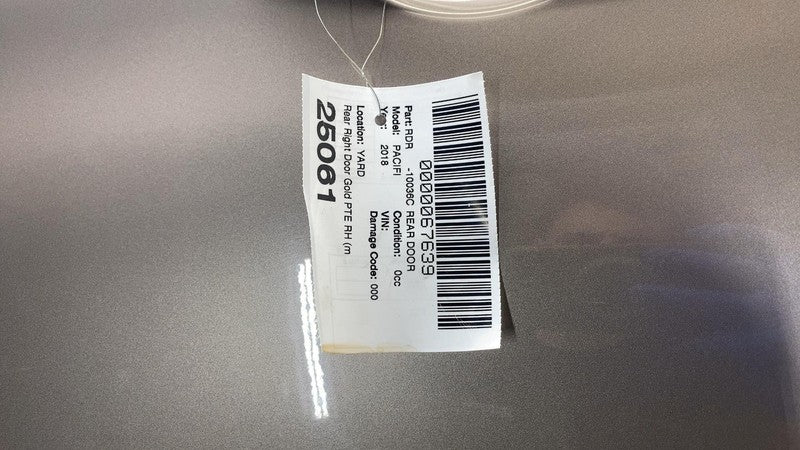 0000067639
Part: RDR -10036C REAR DOOR
Model: PACIFI Condition: 0cc
Year: 2018 VIN:
Damage Code: 000
Location: YARD
Rear Right Door Gold PTE RH (m
25061